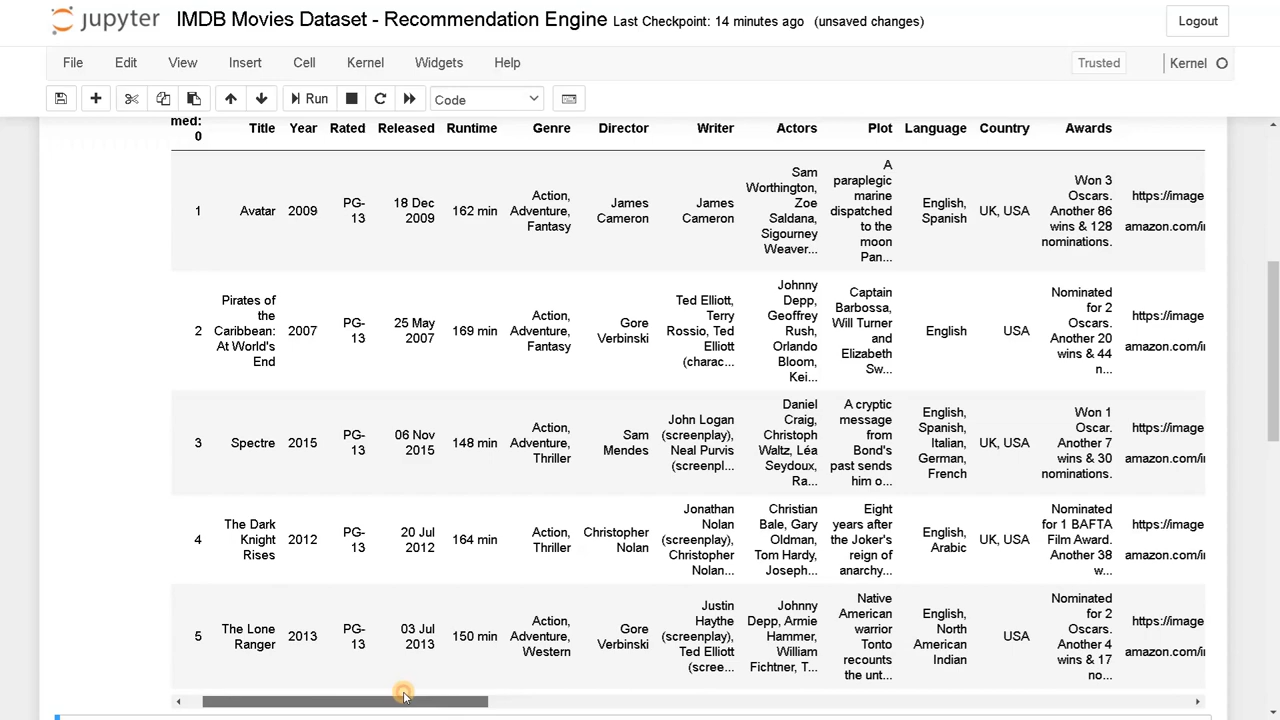 jupyter IMDB Movies Dataset - Recommendation Engine Last Checkpoint: 14 minutes ago (unsaved changes) Logout
File Edit View Insert Cell Kernel Widgets Help Trusted Kernel
Run Code
med:
0 Title Year Rated Released Runtime Genre Director Writer Actors Plot Language Country Awards
1 Avatar 2009 PG-13 18 Dec 2009 162 min Action, Adventure, Fantasy James Cameron James Cameron Sam Worthington, Zoe Saldana, Sigourney Weaver... A paraplegic marine dispatched to the moon Pan... English, Spanish UK, USA Won 3 Oscars. Another 86 wins & 128 nominations. https://image amazon.com/i
2 Pirates of the Caribbean: At World's End 2007 PG-13 25 May 2007 169 min Action, Adventure, Fantasy Gore Verbinski Ted Elliott, Terry Rossio, Ted Elliott (charac... Johnny Depp, Geoffrey Rush, Orlando Bloom, Kei... Captain Barbossa, Will Turner and Elizabeth Sw... English USA Nominated for 2 Oscars. Another 20 wins & 44 n... https://image amazon.com/i
3 Spectre 2015 PG-13 06 Nov 2015 148 min Action, Adventure, Thriller Sam Mendes John Logan (screenplay), Neal Purvis (screenpl... Daniel Craig, Christoph Waltz, Léa Seydoux, Ra... A cryptic message from Bond's past sends him o... English, Spanish, Italian, German, French UK, USA Won 1 Oscar. Another 7 wins & 30 nominations. https://image amazon.com/i
4 The Dark Knight Rises 2012 PG-13 20 Jul 2012 164 min Action, Thriller Christopher Nolan Jonathan Nolan (screenplay), Christopher Nolan... Christian Bale, Gary Oldman, Tom Hardy, Joseph... Eight years after the Joker's reign of anarchy... English, Arabic UK, USA Nominated for 1 BAFTA Film Award. Another 38 w... https://image amazon.com/i
5 The Lone Ranger 2013 PG-13 03 Jul 2013 150 min Action, Adventure, Western Gore Verbinski Justin Haythe (screenplay), Ted Elliott (scree... Johnny Depp, Armie Hammer, William Fichtner, T... Native American warrior Tonto recounts the unt... English, North American Indian USA Nominated for 2 Oscars. Another 4 wins & 17 no... https://image amazon.com/i